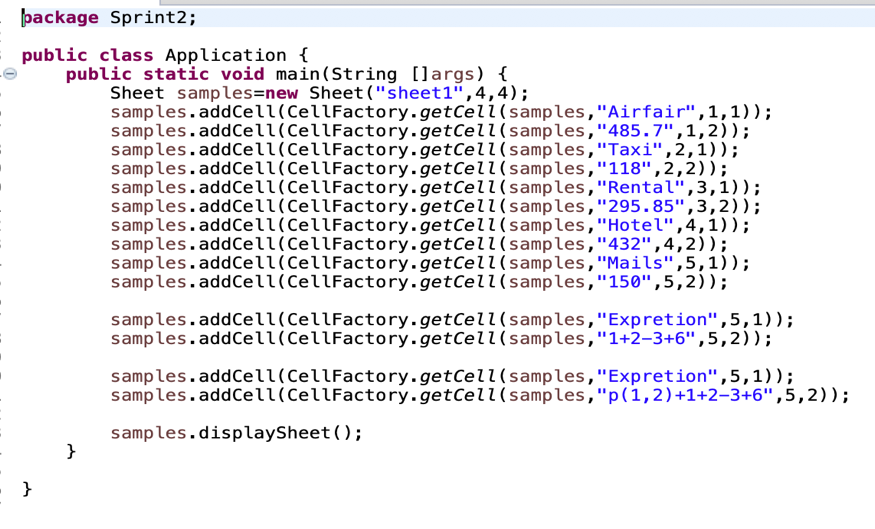 package Sprint2;
public class Application {
public static void main(String []args) {
Sheet samples=new Sheet("sheet1",4,4);
samples.addCell(CellFactory.getCell(samples,"Airfair",1,1));
samples.addCell(CellFactory.getCell(samples,"485.7",1,2));
samples.addCell(CellFactory.getCell(samples,"Taxi",2,1));
samples.addCell(CellFactory.getCell(samples,"118",2,2));
samples.addCell(CellFactory.getCell(samples,"Rental",3,1));
samples.addCell(CellFactory.getCell(samples,"295.85",3,2));
samples.addCell(CellFactory.getCell(samples,"Hotel",4,1));
samples.addCell(CellFactory.getCell(samples,"432",4,2));
samples.addCell(CellFactory.getCell(samples,"Mails",5,1));
samples.addCell(CellFactory.getCell(samples,"150",5,2));
samples.addCell(CellFactory.getCell(samples,"Expretion",5,1));
samples.addCell(CellFactory.getCell(samples,"1+2-3+6",5,2));
samples.addCell(CellFactory.getCell(samples,"Expretion",5,1));
samples.addCell(CellFactory.getCell(samples,"p(1,2)+1+2-3+6",5,2));
samples.displaySheet();
}
}